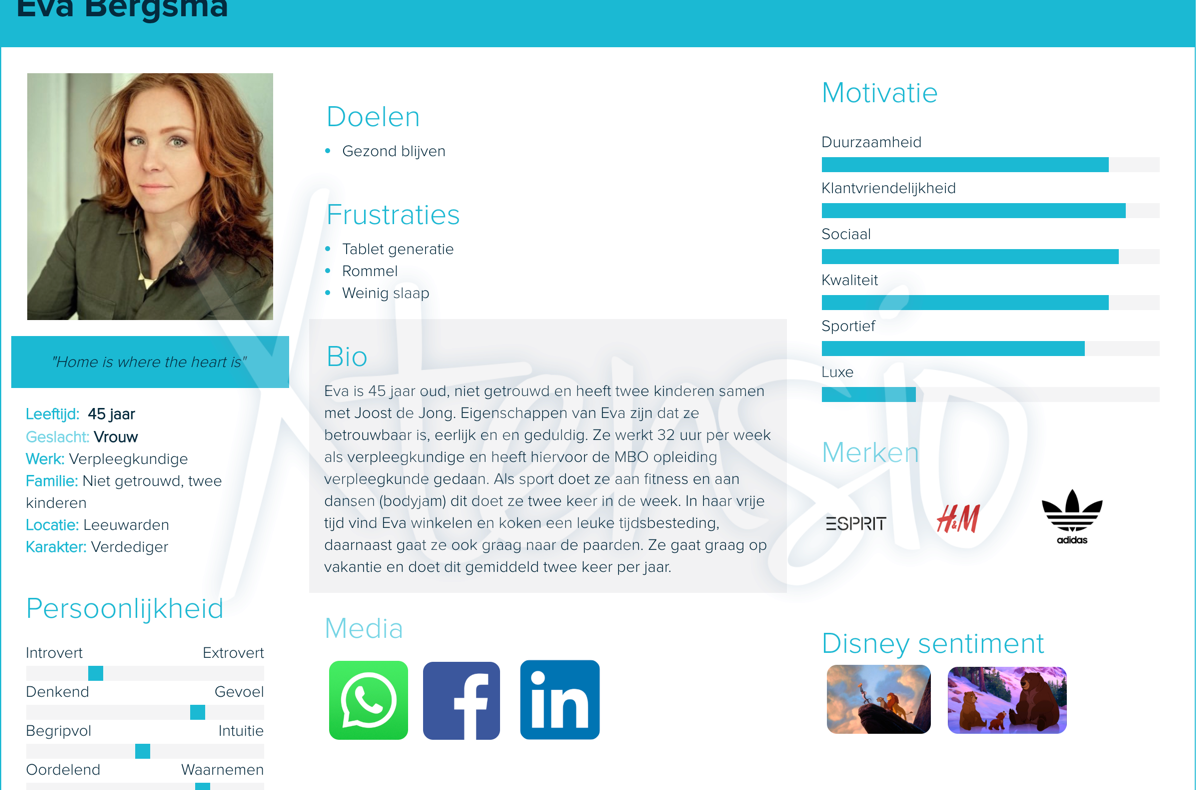 Eva Bergsma
"Home is where the heart is"
Leeftijd: 45 jaar
Geslacht: Vrouw
Werk: Verpleegkundige
Familie: Niet getrouwd, twee
kinderen
Locatie: Leeuwarden
Karakter: Verdediger
Persoonlijkheid
Introvert Extrovert
Denkend Gevoel
Begripvol Intuitie
Oordelend Waarnemen
Doelen
Gezond blijven
Frustraties
Tablet generatie
Rommel
Weinig slaap
Bio
Eva is 45 jaar oud, niet getrouwd en heeft twee kinderen samen
met Joost de Jong. Eigenschappen van Eva zijn dat ze
betrouwbaar is, eerlijk en en geduldig. Ze werkt 32 uur per week
als verpleegkundige en heeft hiervoor de MBO opleiding
verpleegkunde gedaan. Als sport doet ze aan fitness en aan
dansen (bodyjam) dit doet ze twee keer in de week. In haar vrije
tijd vind Eva winkelen en koken een leuke tijdsbesteding,
daarnaast gaat ze ook graag naar de paarden. Ze gaat graag op
vakantie en doet dit gemiddeld twee keer per jaar.
Media
f
in
Motivatie
Duurzaamheid
Klantvriendelijkheid
Sociaal
Kwaliteit
Sportief
Luxe
Merken
ESPRIT H&M adidas
Disney sentiment
Xtensio